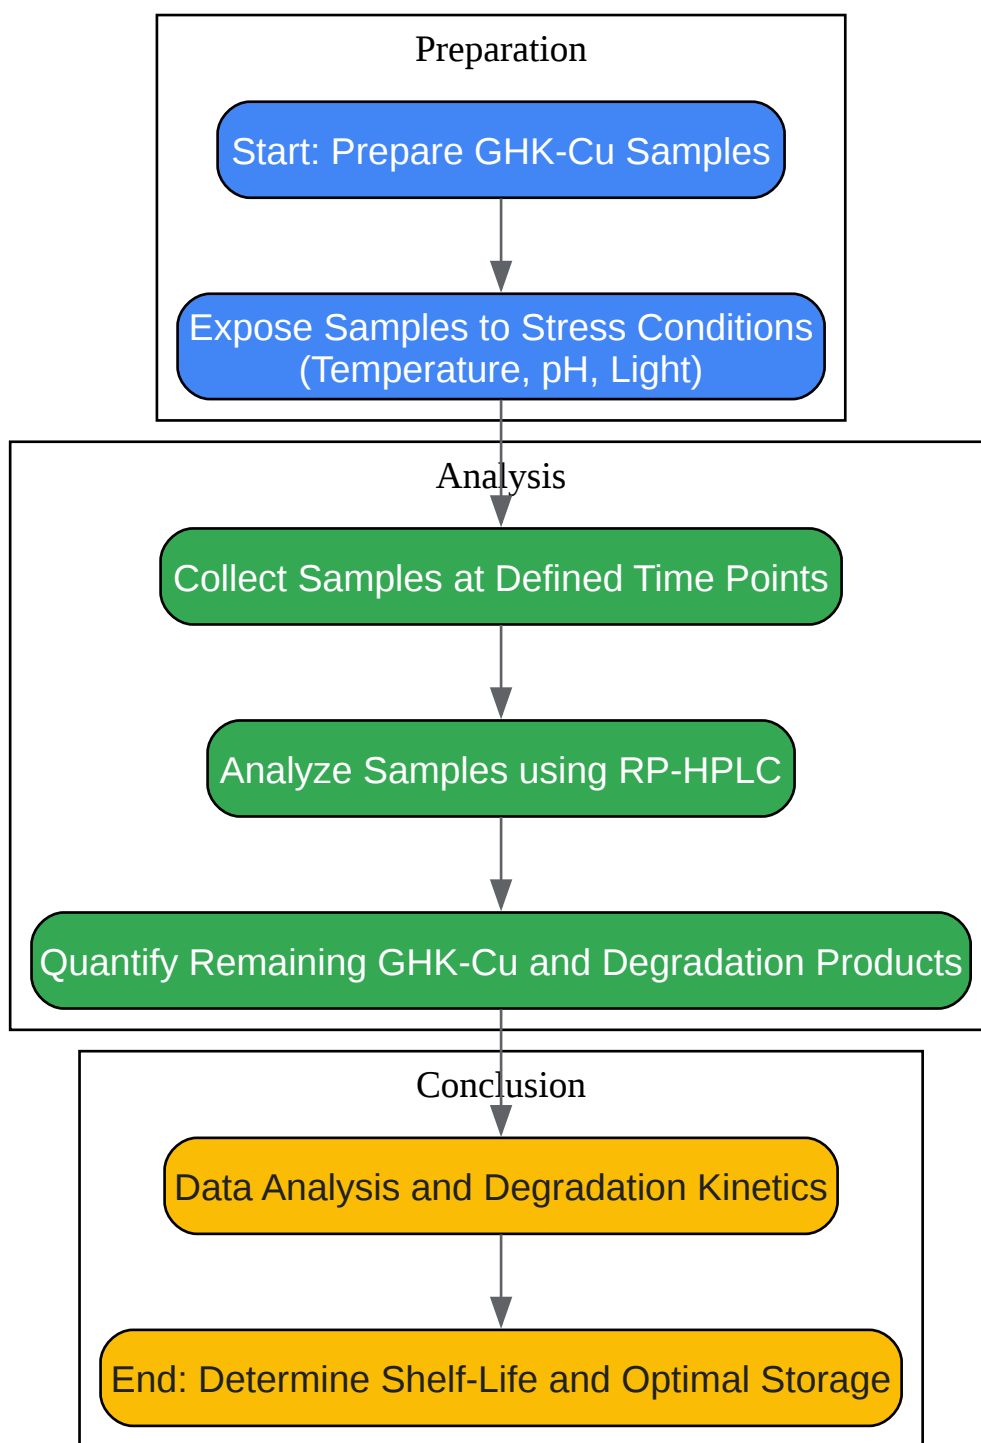 Preparation
Start: Prepare GHK-Cu Samples
Expose Samples to Stress Conditions
(Temperature, pH, Light)
Analysis
Collect Samples at Defined Time Points
Analyze Samples using RP-HPLC
Quantify Remaining GHK-Cu and Degradation Products
Conclusion
Data Analysis and Degradation Kinetics
End: Determine Shelf-Life and Optimal Storage